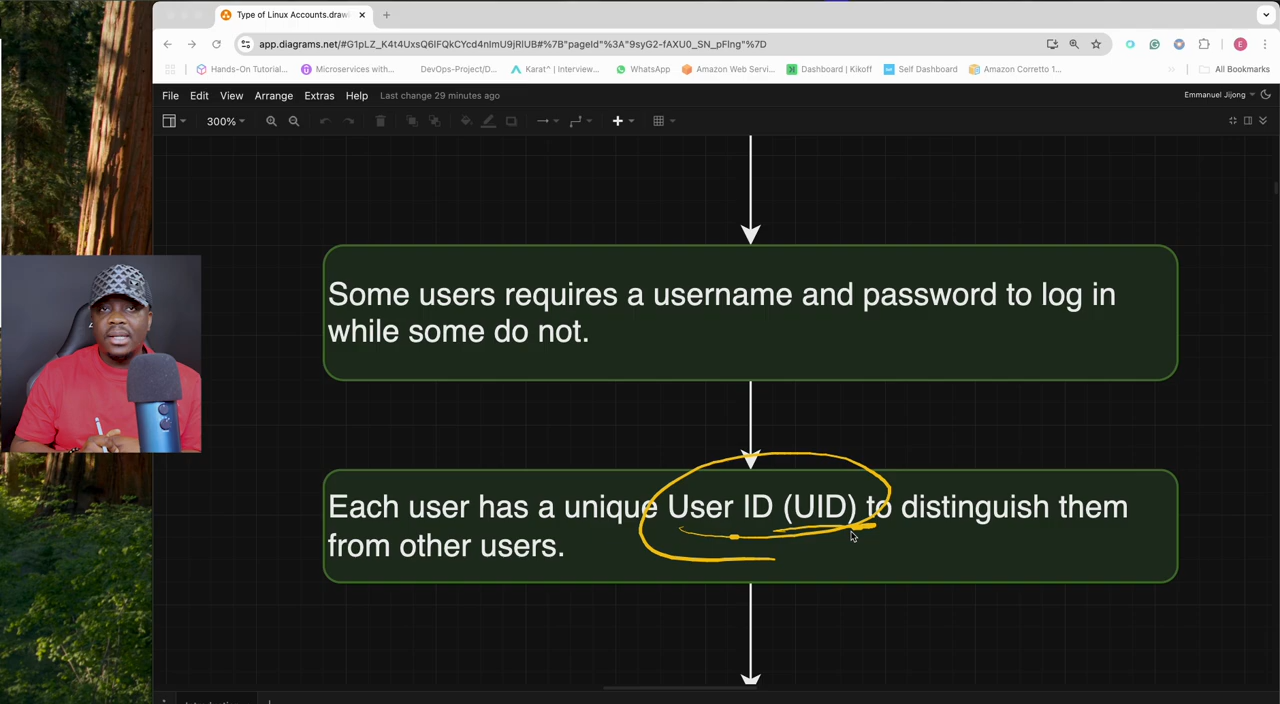 Type of Linux Accounts.draw
app.diagrams.net/#G1pLZ_K4t4UxsQ6IFQkCYcd4nImU9jRIUB#%7B"pageId"%3A"9syG2-fAXU0_SN_pFlng"%7D
E
Hands-On Tutorial...
Microservices with...
DevOps-Project/D...
Karat^ | Interview...
WhatsApp
Amazon Web Servi...
Dashboard | Kikoff
Self Dashboard
Amazon Corretto 1...
All Bookmarks
File Edit View Arrange Extras Help Last change 29 minutes ago
Emmanuel Jijong
300%
Some users requires a username and password to log in
while some do not.
Each user has a unique User ID (UID) to distinguish them
from other users.